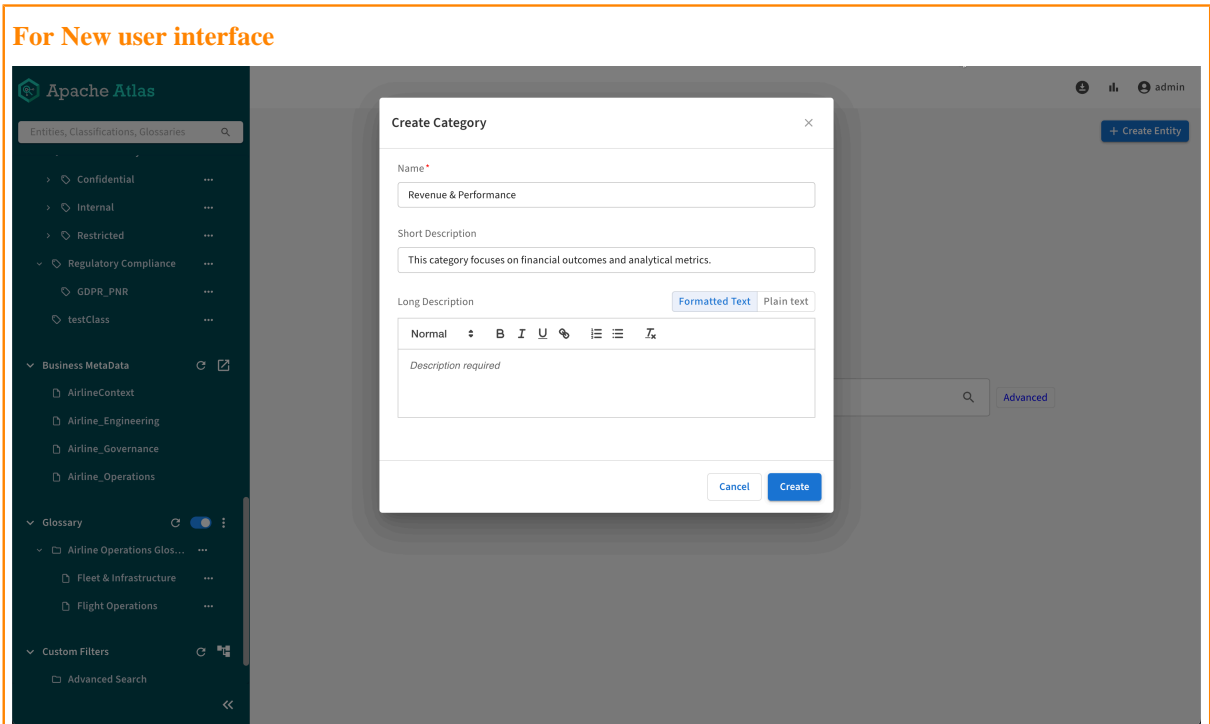 For New user interface
Apache Atlas
admin
Entities, Classifications, Glossaries
+ Create Entity
Confidential
Internal
Restricted
Regulatory Compliance
GDPR_PNR
testClass
Business MetaData
AirlineContext
Airline_Engineering
Airline_Governance
Airline_Operations
Glossary
Airline Operations Glos...
Fleet & Infrastructure
Flight Operations
Custom Filters
Advanced Search
Create Category
Name*
Revenue & Performance
Short Description
This category focuses on financial outcomes and analytical metrics.
Long Description
Formatted Text Plain text
Normal B I U
Description required
Cancel Create
Advanced